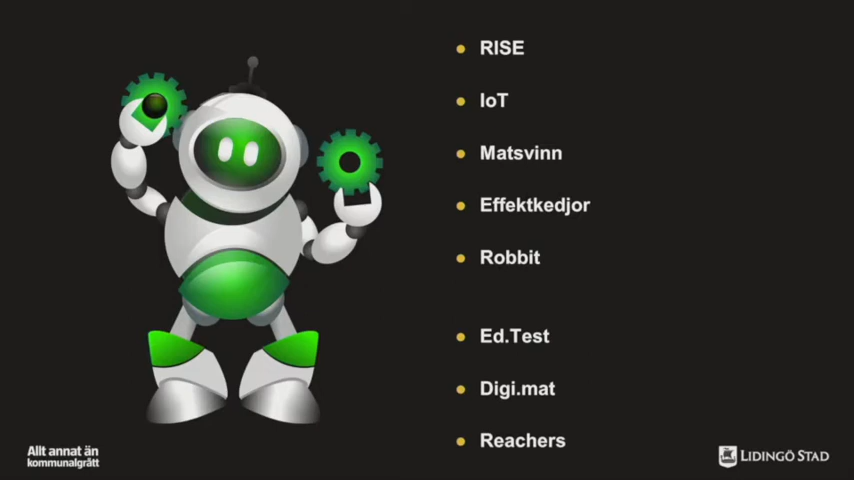 RISE
IoT
Matsvinn
Effektkedjor
Robbit
Ed.Test
Digi.mat
Reachers
Allt annat än
kommunalgrått
LIDINGÖ STAD